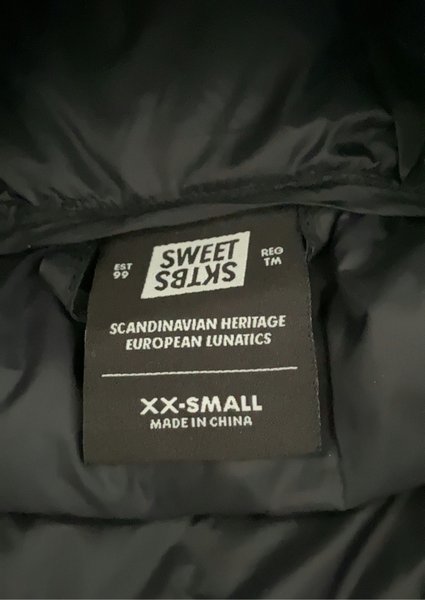 EST
99
SWEET
SKTBS
REG
TM
SCANDINAVIAN HERITAGE
EUROPEAN LUNATICS
XX-SMALL
MADE IN CHINA